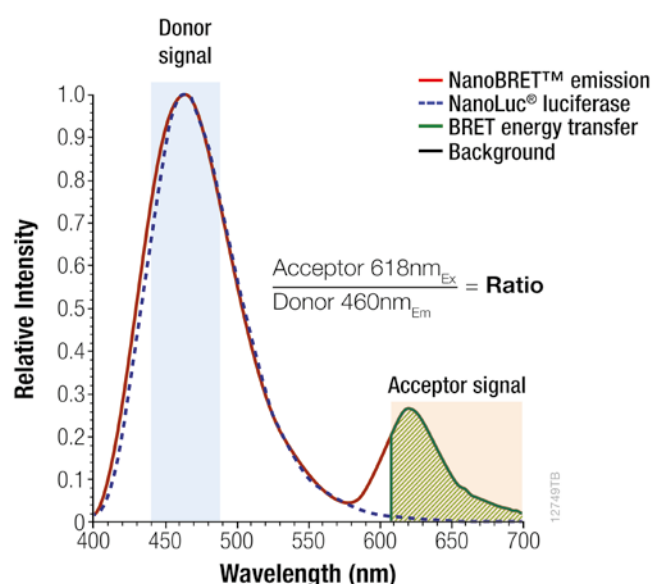 Donor
signal
NanoBRET™ emission
NanoLuc® luciferase
BRET energy transfer
Background
1.0
0.9
0.8
0.7
0.6
0.5
0.4
0.3
0.2
0.1
0
Relative Intensity
Acceptor 618nmEx
Donor 460nmEm
= Ratio
Acceptor signal
12749TB
400 450 500 550 600 650 700
Wavelength (nm)